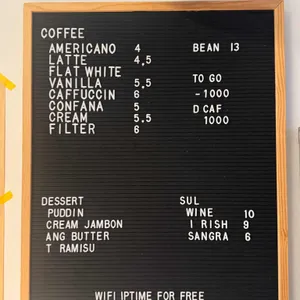 COFFEE
AMERICANO 4
LATTE 4.5
FLAT WHITE
VANILLA 5.5
CAFFUCCIN 6
CONFANA 5
CREAM 5.5
FILTER 6
BEAN 13
TO GO
-1000
D CAF
1000
DESSERT
PUDDIN
CREAM JAMBON
ANG BUTTER
T RAMISU
SUL
WINE 10
I RISH 9
SANGRA 6
WIFI IPTIME FOR FREE